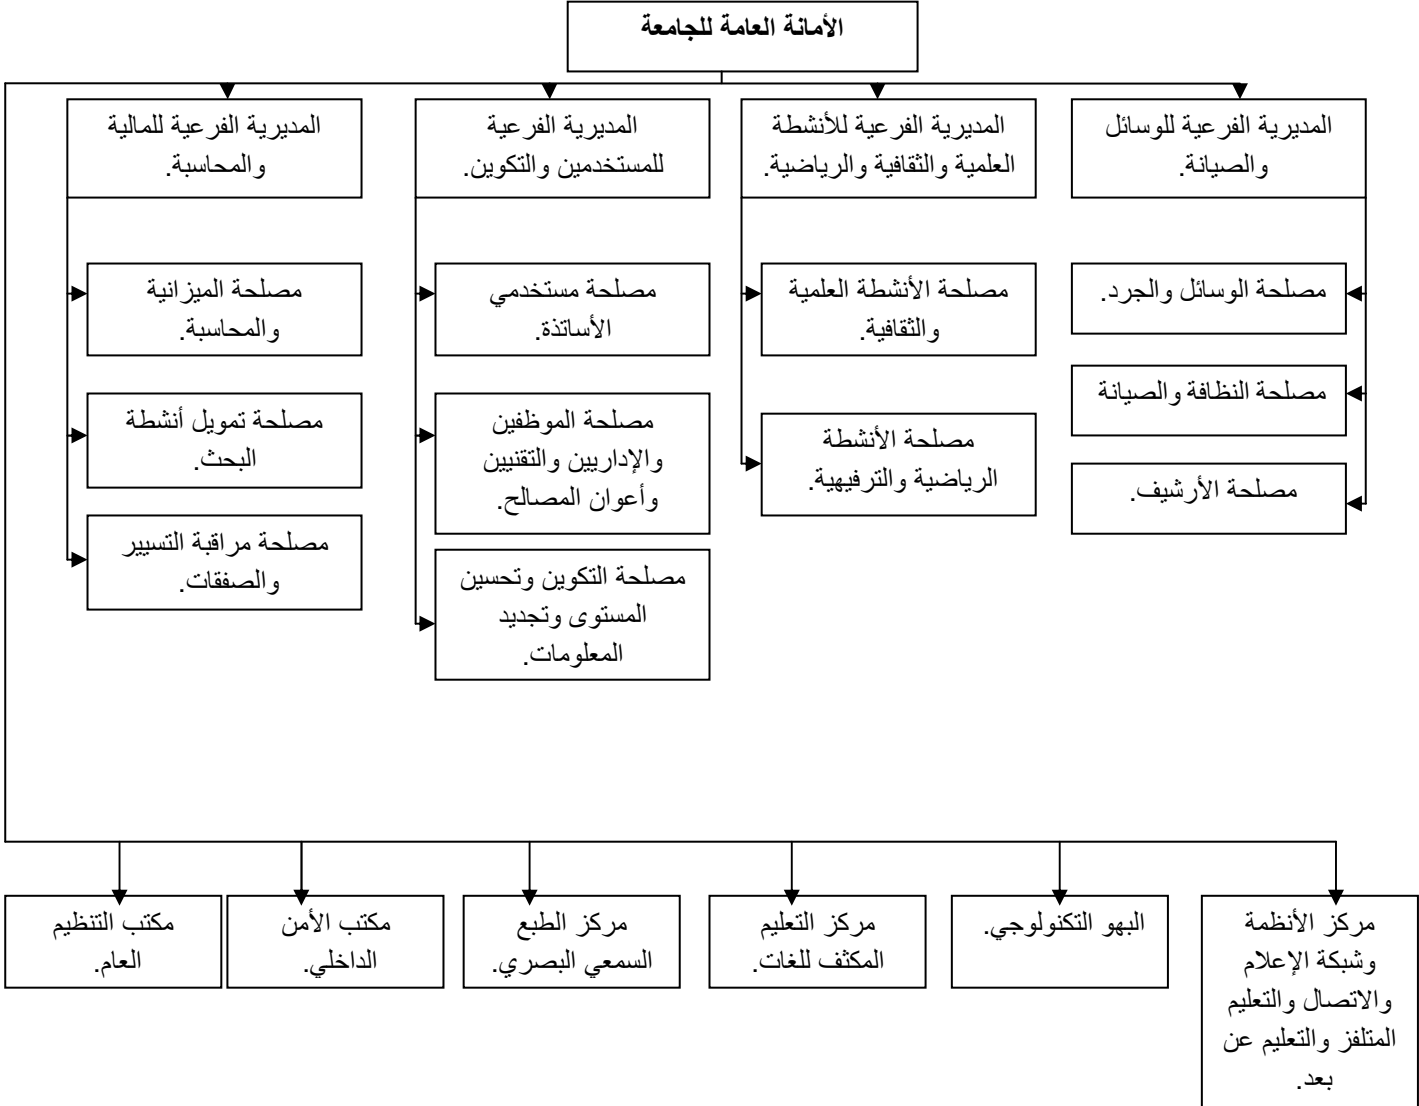 الأمانة العامة للجامعة
المديرية الفرعية للوسائل
والصيانة.
المديرية الفرعية للأنشطة
العلمية والثقافية والرياضية.
المديرية الفرعية
للمستخدمين والتكوين.
المديرية الفرعية للمالية
والمحاسبة.
مصلحة الوسائل والجرد.
مصلحة النظافة والصيانة
مصلحة الأرشيف.
مصلحة الأنشطة العلمية
والثقافية.
مصلحة الأنشطة
الرياضية والترفيهية.
مصلحة مستخدمي
الأساتذة.
مصلحة الموظفين
والإداريين والتقنيين
وأعوان المصالح.
مصلحة التكوين وتحسين
المستوى وتجديد
المعلومات.
مصلحة الميزانية
والمحاسبة.
مصلحة تمويل أنشطة
البحث.
مصلحة مراقبة التسيير
والصفقات.
مركز الأنظمة
وشبكة الإعلام
والاتصال والتعليم
المتلفز والتعليم عن
بعد.
البهو التكنولوجي.
مركز التعليم
المكثف للغات.
مركز الطبع
السمعي البصري.
مكتب الأمن
الداخلي.
مكتب التنظيم
العام.